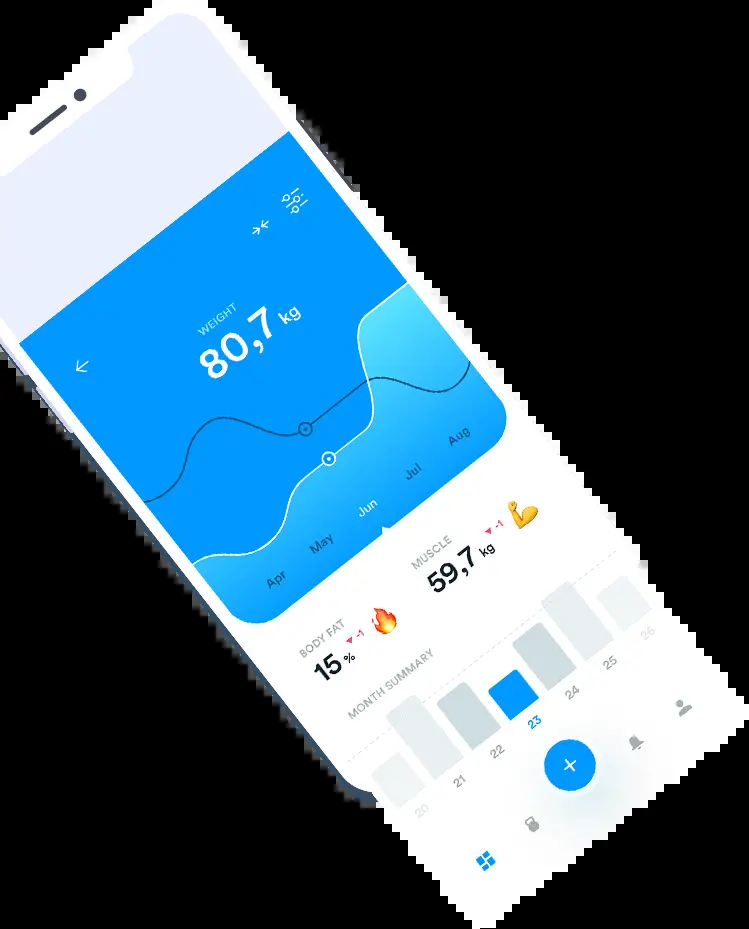 WEIGHT
80,7 kg
Apr May Jun Jul Aug
BODY FAT
15 % -1
MUSCLE
59,7 kg -1
MONTH SUMMARY
20 21 22 23 24 25 26